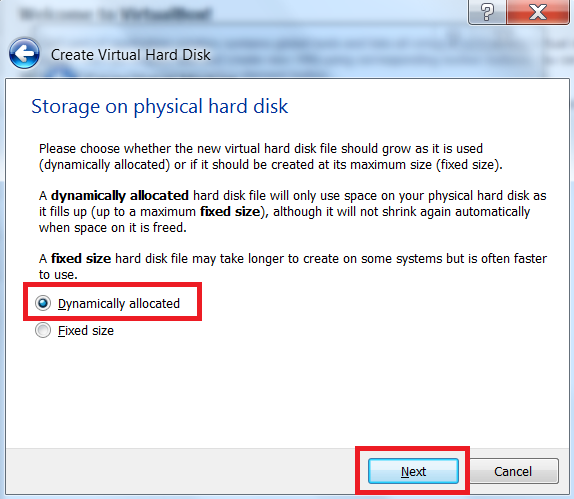 Welcome to VirtualBox!
Create Virtual Hard Disk
Storage on physical hard disk
Please choose whether the new virtual hard disk file should grow as it is used
(dynamically allocated) or if it should be created at its maximum size (fixed size).
A dynamically allocated hard disk file will only use space on your physical hard disk as
it fills up (up to a maximum fixed size), although it will not shrink again automatically
when space on it is freed.
A fixed size hard disk file may take longer to create on some systems but is often faster
to use.
Dynamically allocated
Fixed size
Next
Cancel